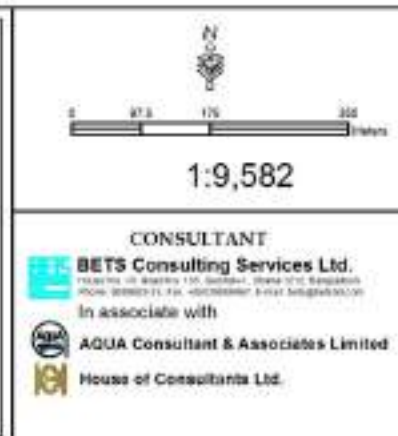 N
0 87.5 175 350
Meters
1:9,582
CONSULTANT
BETS Consulting Services Ltd.
In associate with
AQUA Consultant & Associates Limited
House of Consultants Ltd.